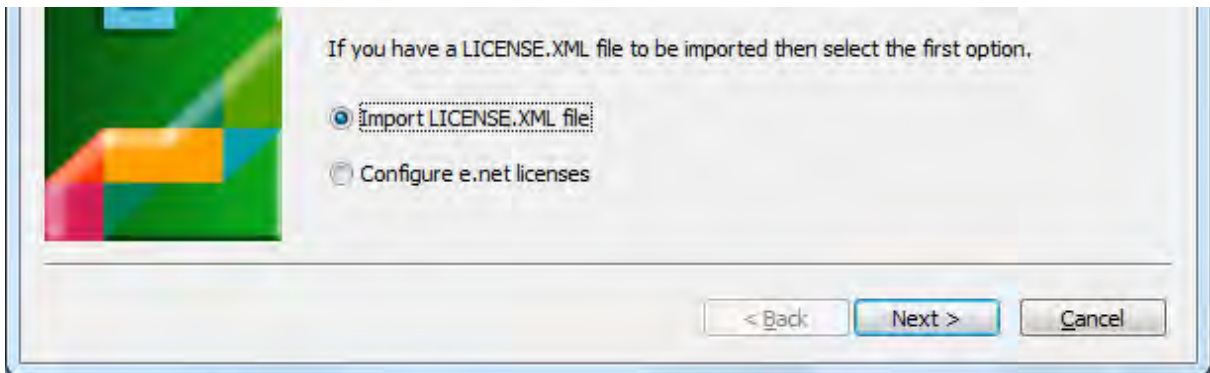 If you have a LICENSE.XML file to be imported then select the first option.
Import LICENSE.XML file
Configure e.net licenses
< Back Next > Cancel